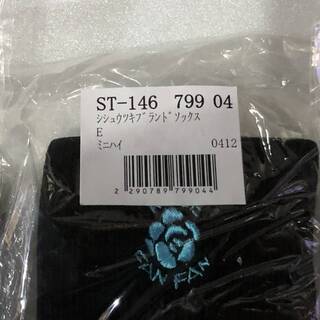 ST-146 799 04
ｼｼｭｳﾂｷﾌﾞﾗﾝﾄﾞｿｯｸｽ
E
ﾐﾆﾊｲ 0412
2 290789 799044
PAN FAN